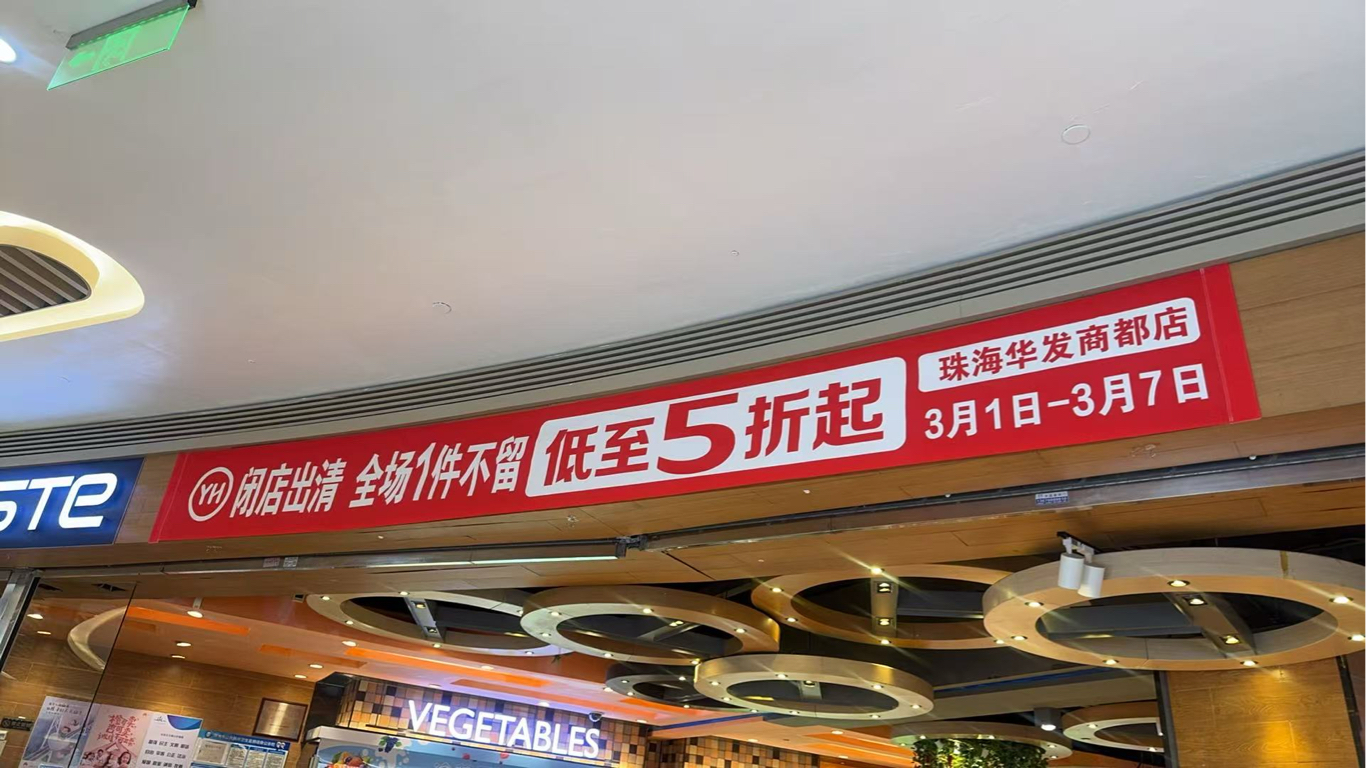 YH 闭店出清 全场1件不留 低至5折起
珠海华发商都店
3月1日-3月7日
STe
VEGETABLES